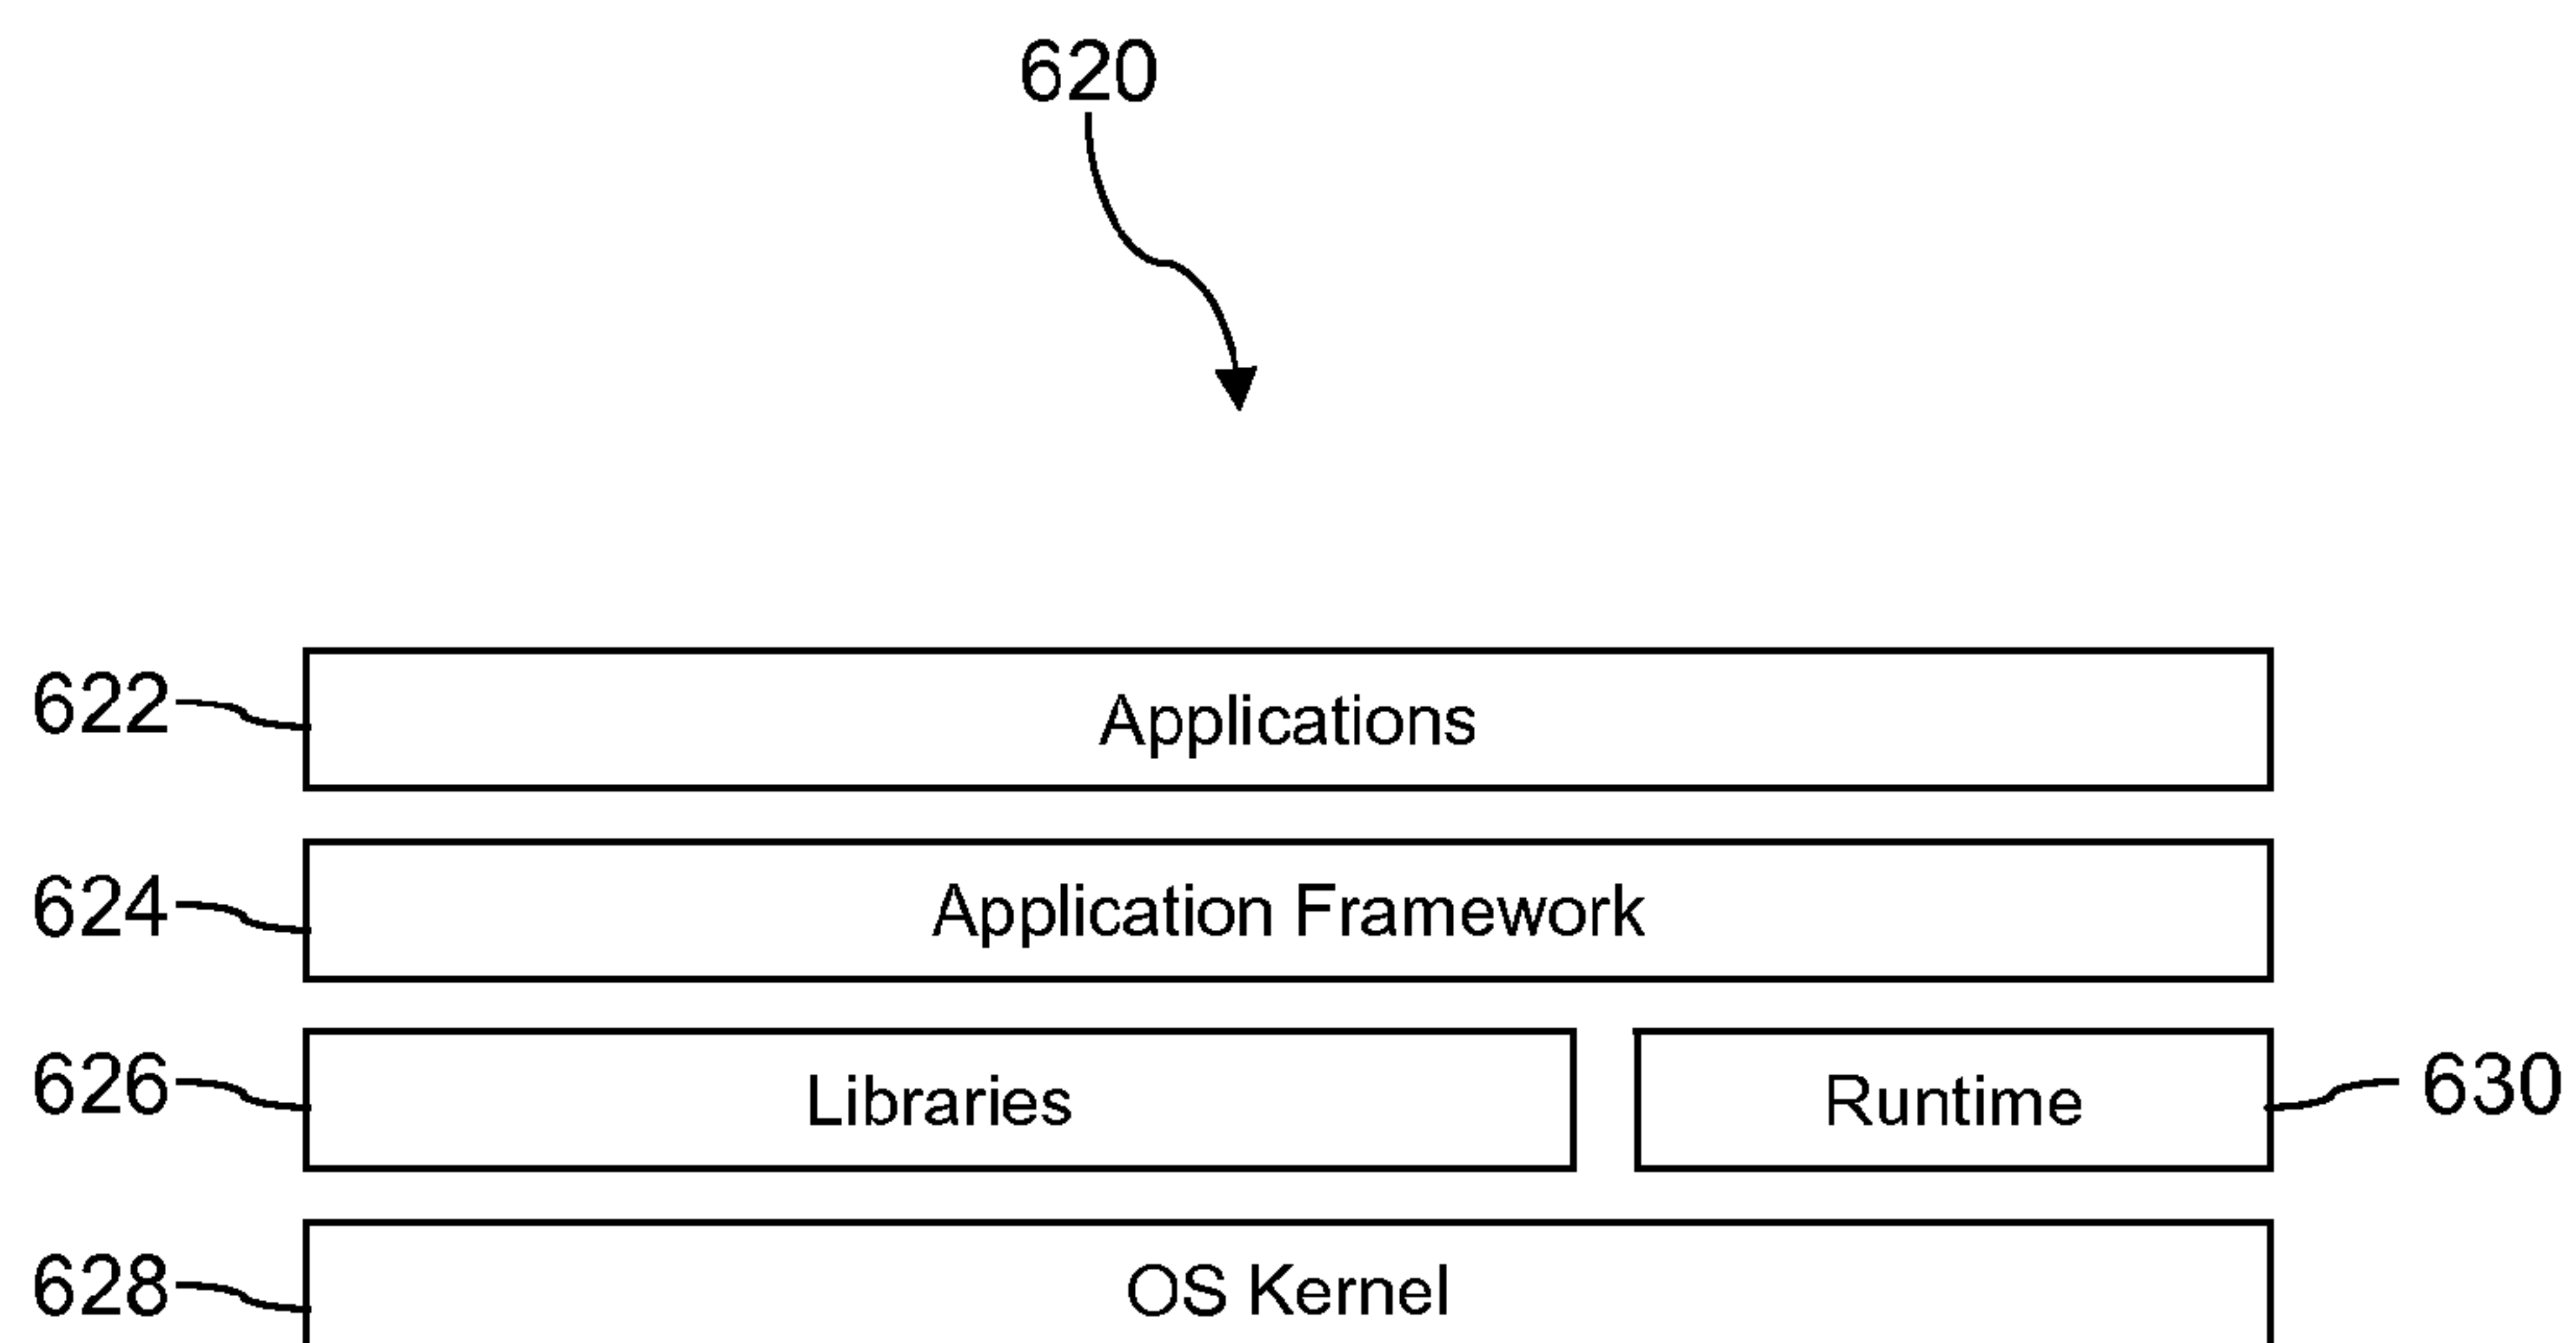 620
622 Applications
624 Application Framework
626 Libraries Runtime 630
628 OS Kernel